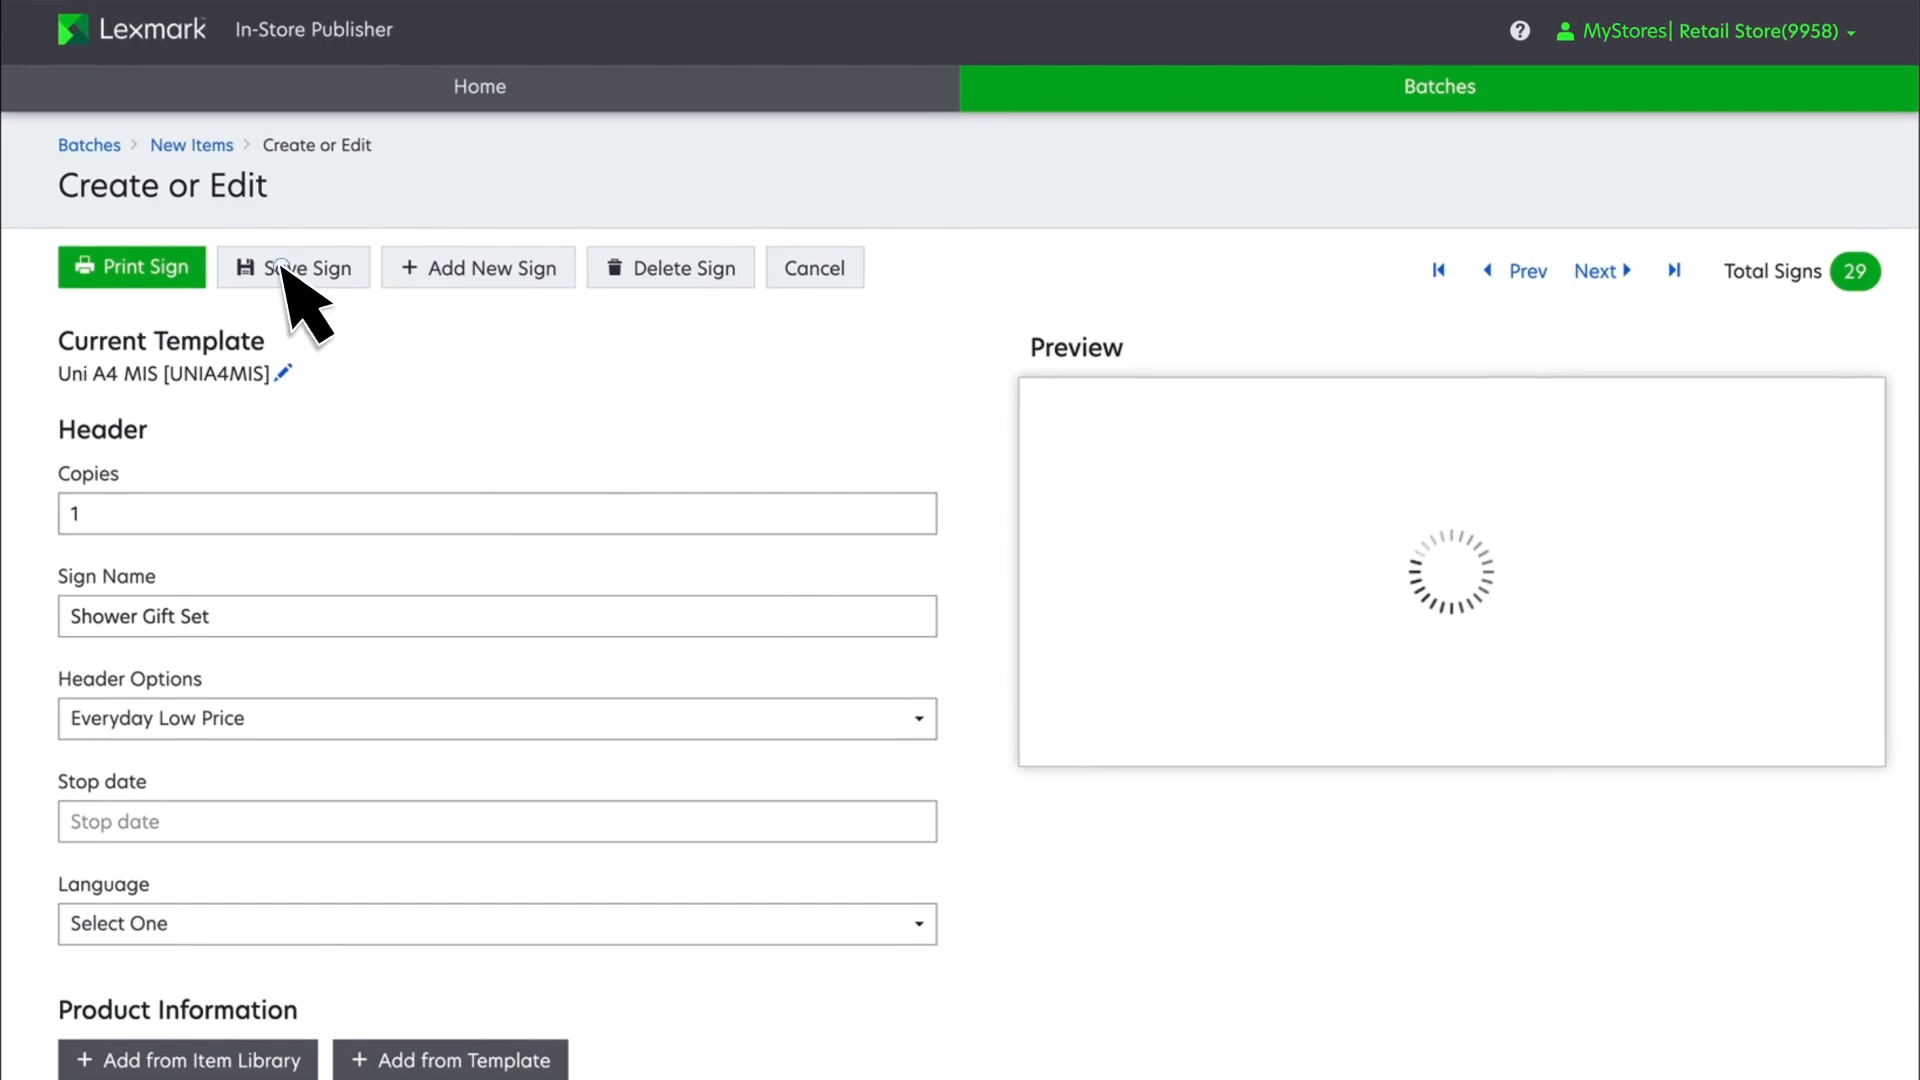 Lexmark In-Store Publisher
MyStores| Retail Store(9958)
Home
Batches
Batches > New Items > Create or Edit
Create or Edit
Print Sign
Save Sign
+ Add New Sign
Delete Sign
Cancel
Prev
Next
Total Signs 29
Current Template
Uni A4 MIS [UNIA4MIS]
Header
Copies
1
Sign Name
Shower Gift Set
Header Options
Everyday Low Price
Stop date
Stop date
Language
Select One
Product Information
+ Add from Item Library
+ Add from Template
Preview